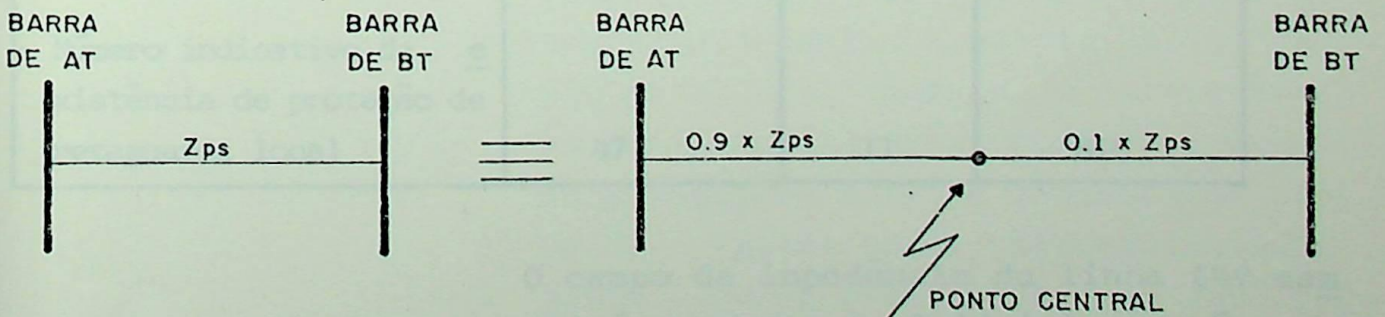 BARRA
DE AT
BARRA
DE BT
BARRA
DE AT
BARRA
DE BT
Zps
0.9 x Zps
0.1 x Zps
PONTO CENTRAL